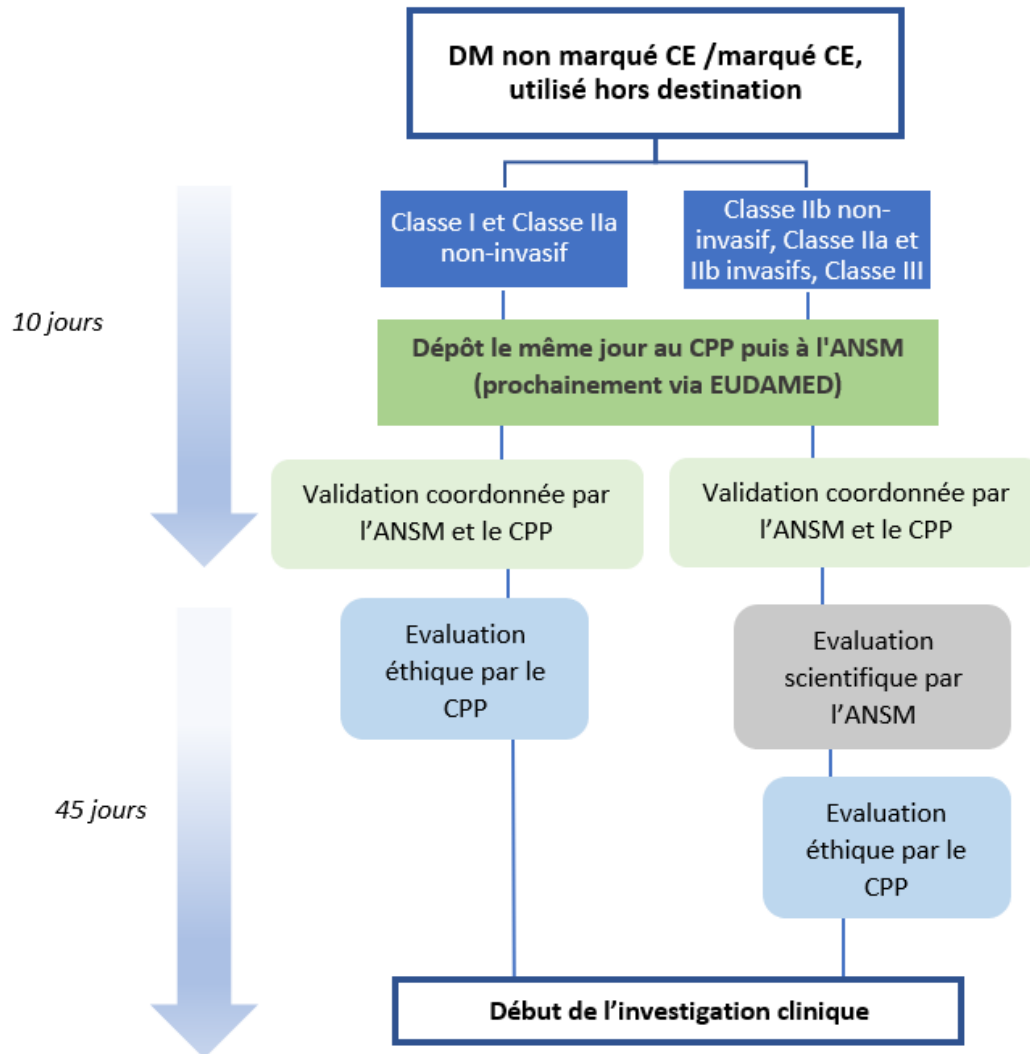 DM non marqué CE /marqué CE,
utilisé hors destination
Classe I et Classe IIa
non-invasif
Classe IIb non-
invasif, Classe IIa et
IIb invasifs, Classe III
10 jours
Dépôt le même jour au CPP puis à l'ANSM
(prochainement via EUDAMED)
Validation coordonnée par
l’ANSM et le CPP
Validation coordonnée par
l’ANSM et le CPP
Evaluation
éthique par le
CPP
Evaluation
scientifique par
l’ANSM
45 jours
Evaluation
éthique par le
CPP
Début de l’investigation clinique